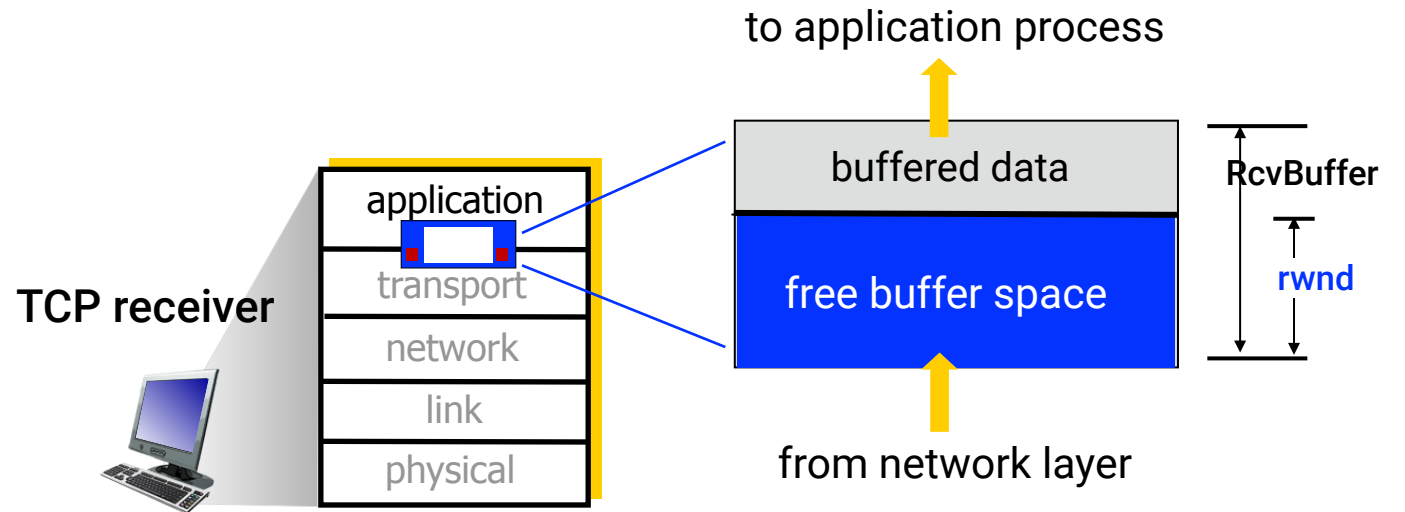 to application process
buffered data
RcvBuffer
application
rwnd
free buffer space
transport
TCP receiver
network
link
from network layer
physical